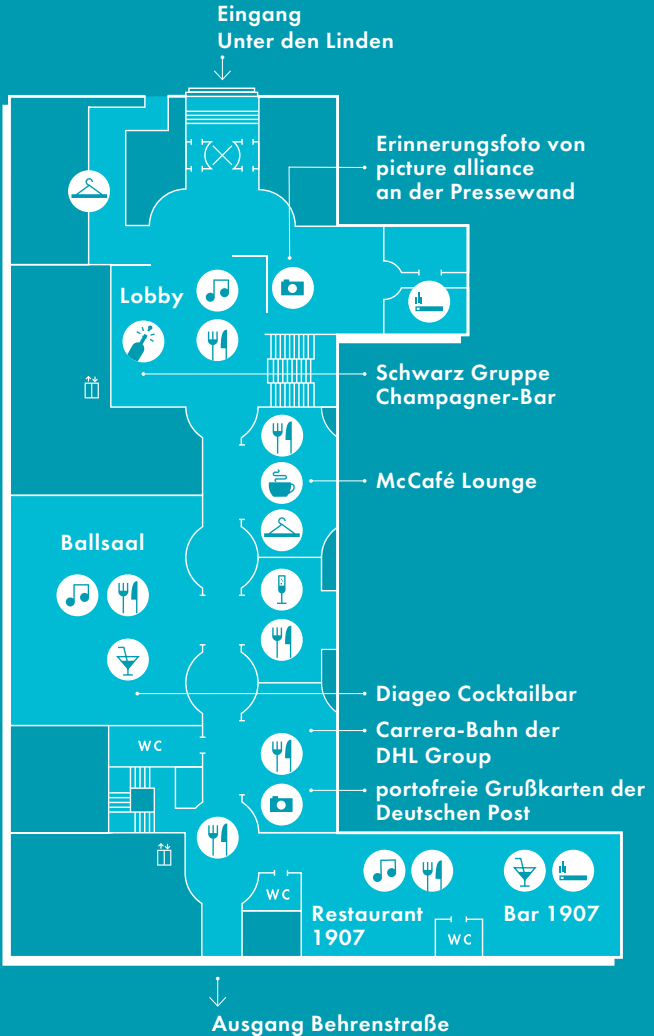 Eingang
Unter den Linden
Erinnerungsfoto von
picture alliance
an der Pressewand
Lobby
Schwarz Gruppe
Champagner-Bar
McCafé Lounge
Ballsaal
Diageo Cocktailbar
Carrera-Bahn der
DHL Group
WC
portofreie Grußkarten der
Deutschen Post
WC
Restaurant
1907
Bar 1907
WC
Ausgang Behrenstraße